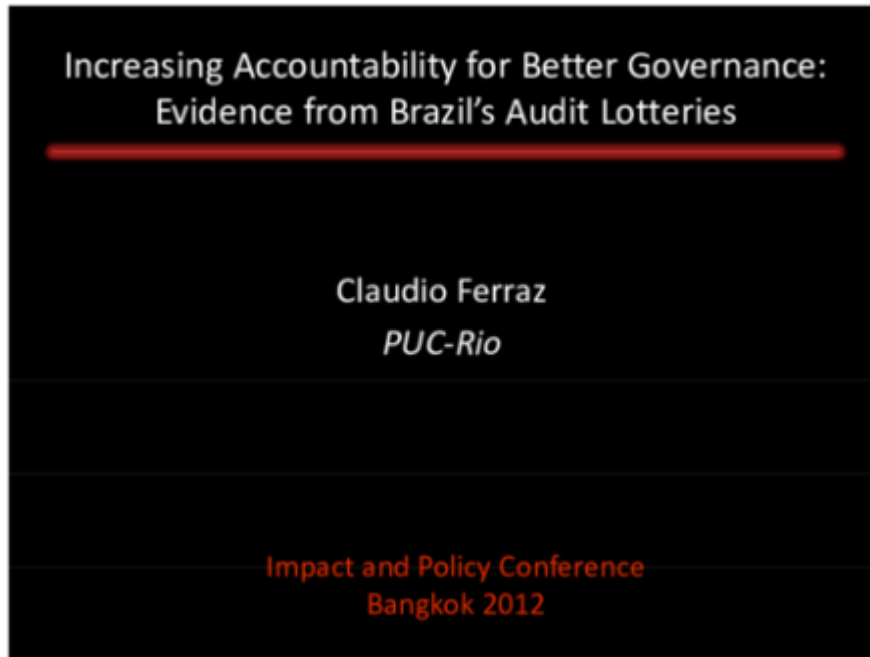 Increasing Accountability for Better Governance:
Evidence from Brazil's Audit Lotteries
Claudio Ferraz
PUC-Rio
Impact and Policy Conference
Bangkok 2012